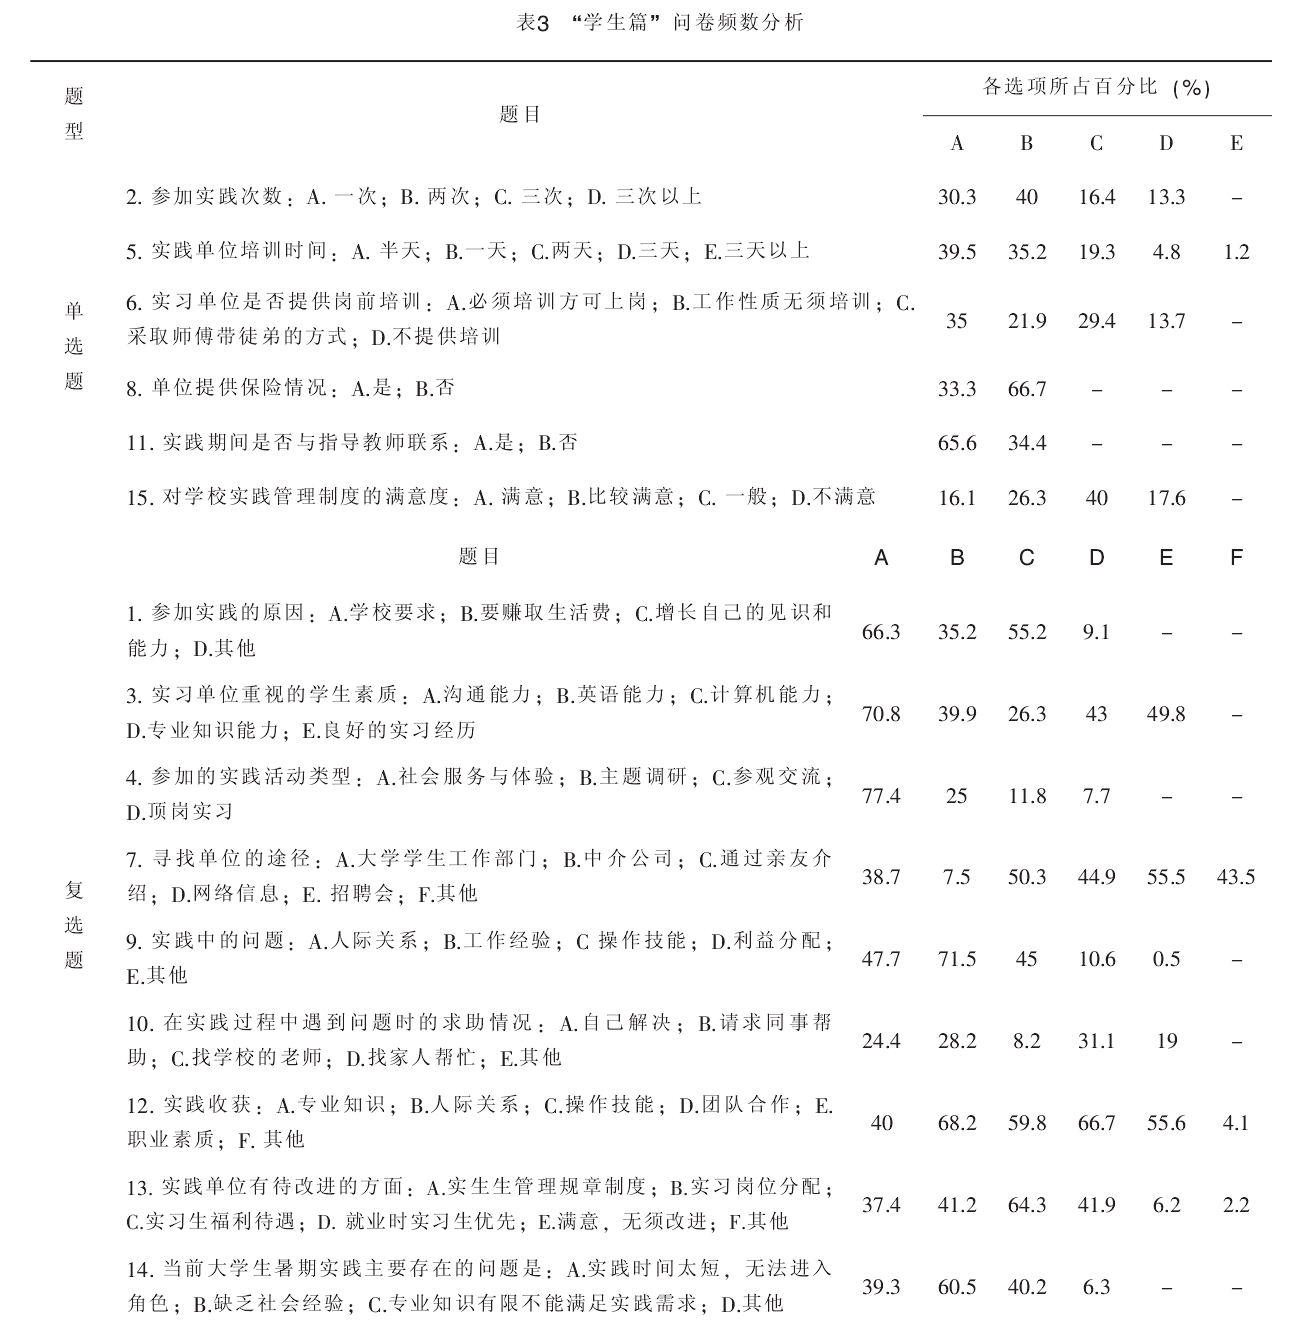 表3 “学生篇”问卷频数分析
题型 题目 各选项所占百分比 (%)
A B C D E
单选题
2. 参加实践次数：A. 一次；B. 两次；C. 三次；D. 三次以上 30.3 40 16.4 13.3 –
5. 实践单位培训时间：A. 半天；B.一天；C.两天；D.三天；E.三天以上 39.5 35.2 19.3 4.8 1.2
6. 实习单位是否提供岗前培训：A.必须培训方可上岗；B.工作性质无须培训；C.
采取师傅带徒弟的方式；D.不提供培训 35 21.9 29.4 13.7 –
8. 单位提供保险情况：A.是；B.否 33.3 66.7 – – –
11. 实践期间是否与指导教师联系：A.是；B.否 65.6 34.4 – – –
15. 对学校实践管理制度的满意度：A. 满意；B.比较满意；C. 一般；D.不满意 16.1 26.3 40 17.6 –
题目 A B C D E F
复选题
1. 参加实践的原因：A.学校要求；B.要赚取生活费；C.增长自己的见识和
能力；D.其他 66.3 35.2 55.2 9.1 – –
3. 实习单位重视的学生素质：A.沟通能力；B.英语能力；C.计算机能力；
D.专业知识能力；E.良好的实习经历 70.8 39.9 26.3 43 49.8 –
4. 参加的实践活动类型：A.社会服务与体验；B.主题调研；C.参观交流；
D.顶岗实习 77.4 25 11.8 7.7 – –
7. 寻找单位的途径：A.大学学生工作部门；B.中介公司；C.通过亲友介
绍；D.网络信息；E. 招聘会；F.其他 38.7 7.5 50.3 44.9 55.5 43.5
9. 实践中的问题：A.人际关系；B.工作经验；C 操作技能；D.利益分配；
E.其他 47.7 71.5 45 10.6 0.5 –
10. 在实践过程中遇到问题时的求助情况：A.自己解决；B.请求同事帮
助；C.找学校的老师；D.找家人帮忙；E.其他 24.4 28.2 8.2 31.1 19 –
12. 实践收获：A.专业知识；B.人际关系；C.操作技能；D.团队合作；E.
职业素质；F. 其他 40 68.2 59.8 66.7 55.6 4.1
13. 实践单位有待改进的方面：A.实生生管理规章制度；B.实习岗位分配；
C.实习生福利待遇；D. 就业时实习生优先；E.满意，无须改进；F.其他 37.4 41.2 64.3 41.9 6.2 2.2
14. 当前大学生暑期实践主要存在的问题是：A.实践时间太短，无法进入
角色；B.缺乏社会经验；C.专业知识有限不能满足实践需求；D.其他 39.3 60.5 40.2 6.3 – –